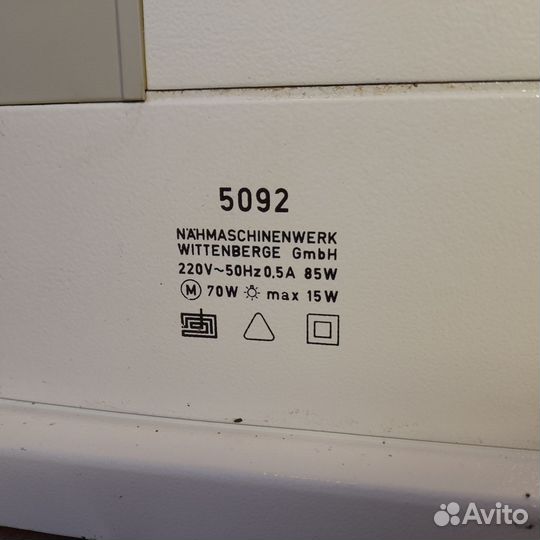 5092
NÄHMASCHINENWERK
WITTENBERGE GmbH
220V~50Hz 0,5A 85W
M 70W max 15W
Avito